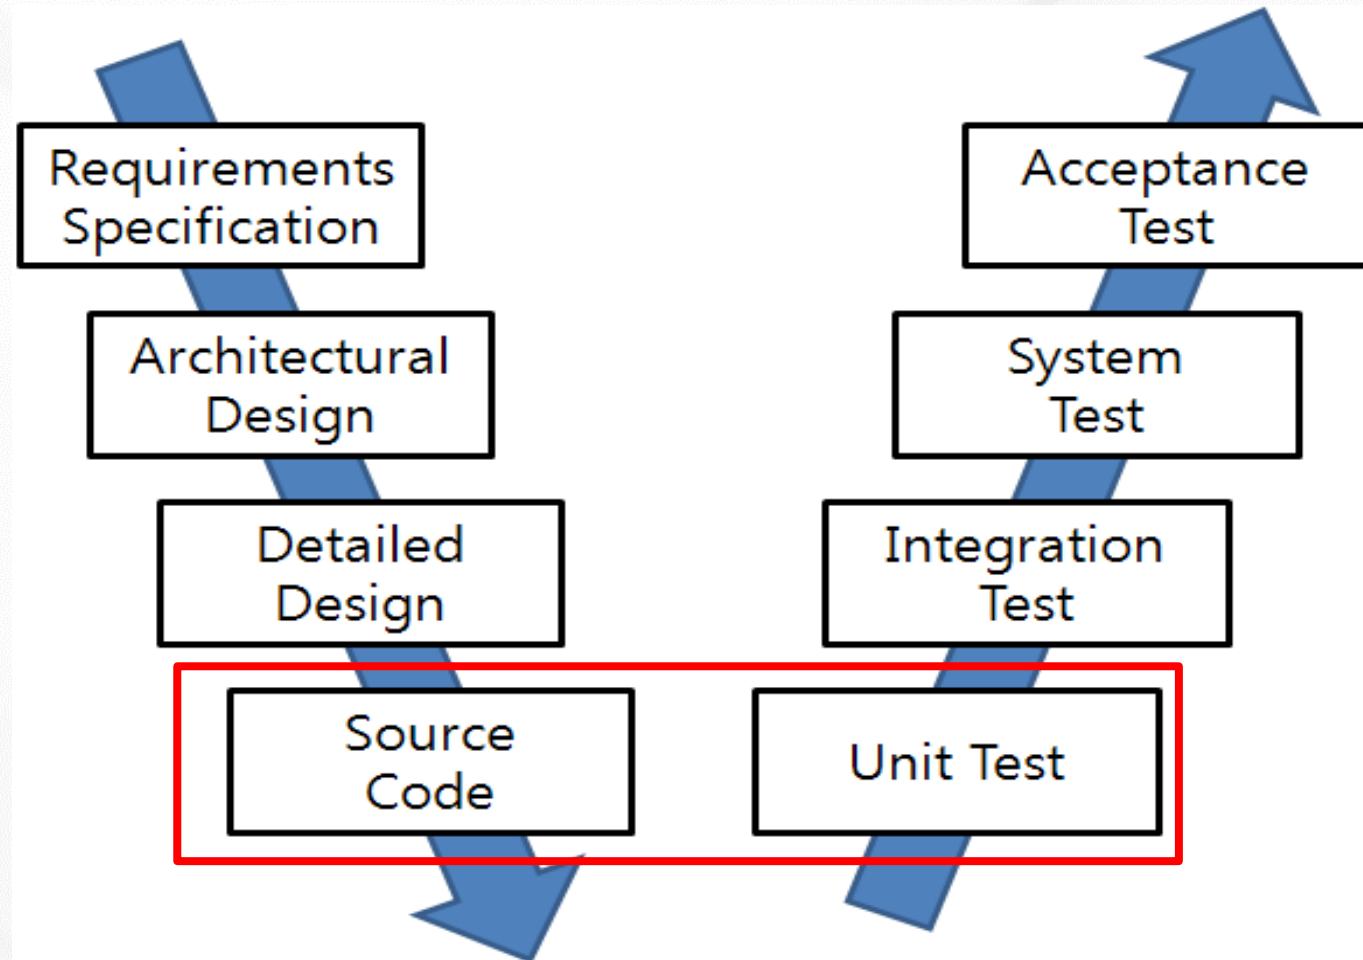 Requirements
Specification
Architectural
Design
Detailed
Design
Source
Code
Acceptance
Test
System
Test
Integration
Test
Unit Test